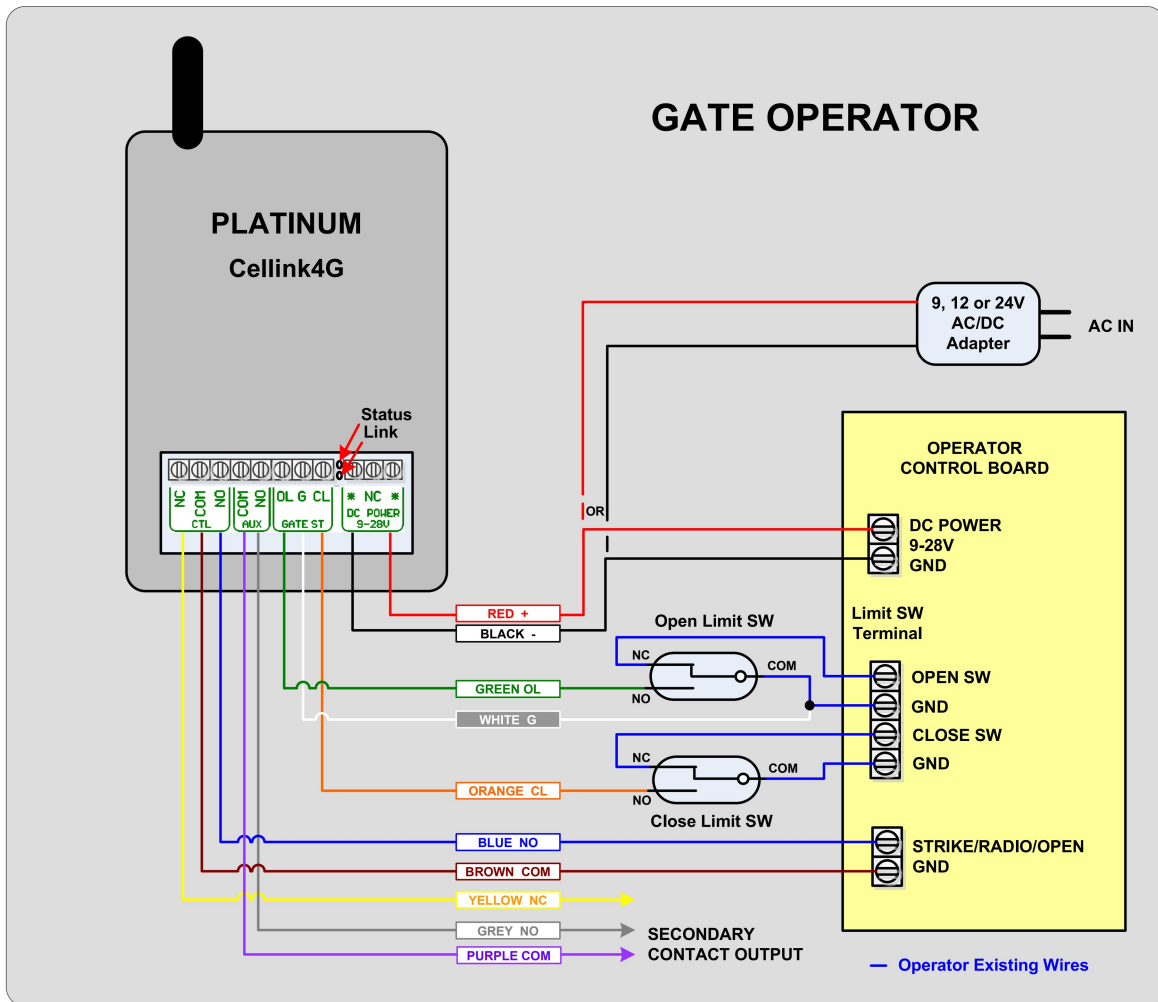 GATE OPERATOR
PLATINUM
Cellink4G
9, 12 or 24V
AC/DC
Adapter
AC IN
Status
Link
NC COM NO COM NO OL G CL * NC *
CTL AUX GATE ST DC POWER
9-28V
OR
OPERATOR
CONTROL BOARD
DC POWER
9-28V
GND
RED +
BLACK -
Open Limit SW
Limit SW
Terminal
NC
COM
NO
OPEN SW
GND
CLOSE SW
GND
GREEN OL
WHITE G
NC
COM
NO
ORANGE CL
Close Limit SW
BLUE NO
BROWN COM
STRIKE/RADIO/OPEN
GND
YELLOW NC
GREY NO
PURPLE COM
SECONDARY
CONTACT OUTPUT
— Operator Existing Wires